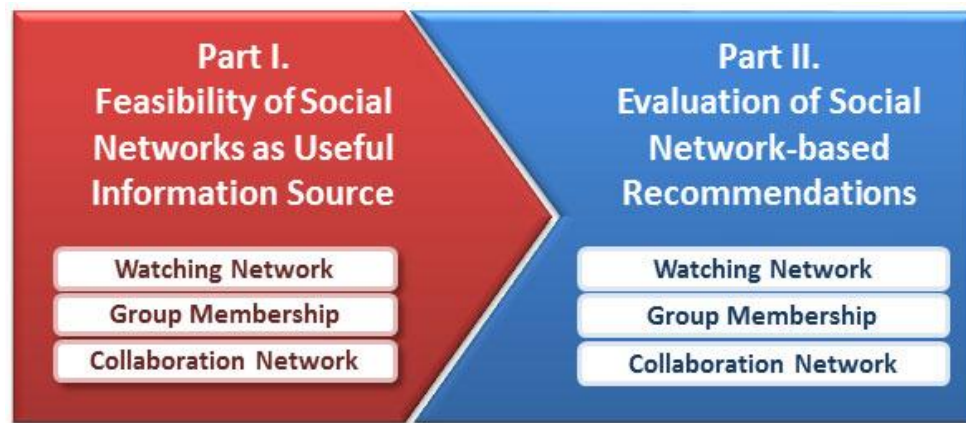 Part I.
Feasibility of Social
Networks as Useful
Information Source
Watching Network
Group Membership
Collaboration Network
Part II.
Evaluation of Social
Network-based
Recommendations
Watching Network
Group Membership
Collaboration Network